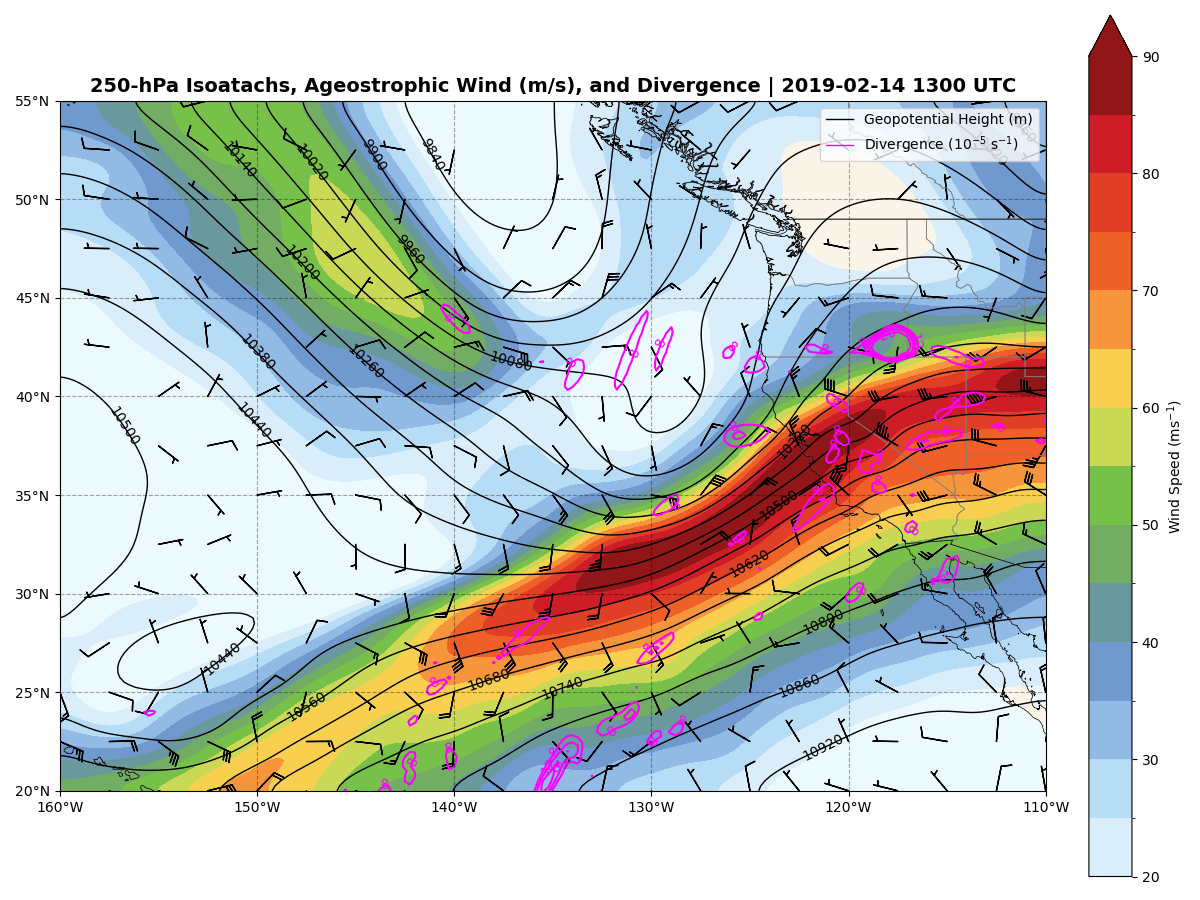 250-hPa Isoatachs, Ageostrophic Wind (m/s), and Divergence | 2019-02-14 1300 UTC
Geopotential Height (m)
Divergence (10⁻⁵ s⁻¹)
55°N
50°N
45°N
40°N
35°N
30°N
25°N
20°N
160°W
150°W
140°W
130°W
120°W
110°W
90
80
70
60
50
40
30
20
Wind Speed (ms⁻¹)
10140
10020
9900
9840
9960
10200
10380
10260
10080
10500
10440
10320
10500
10620
10800
10440
10560
10680
10740
10860
10920